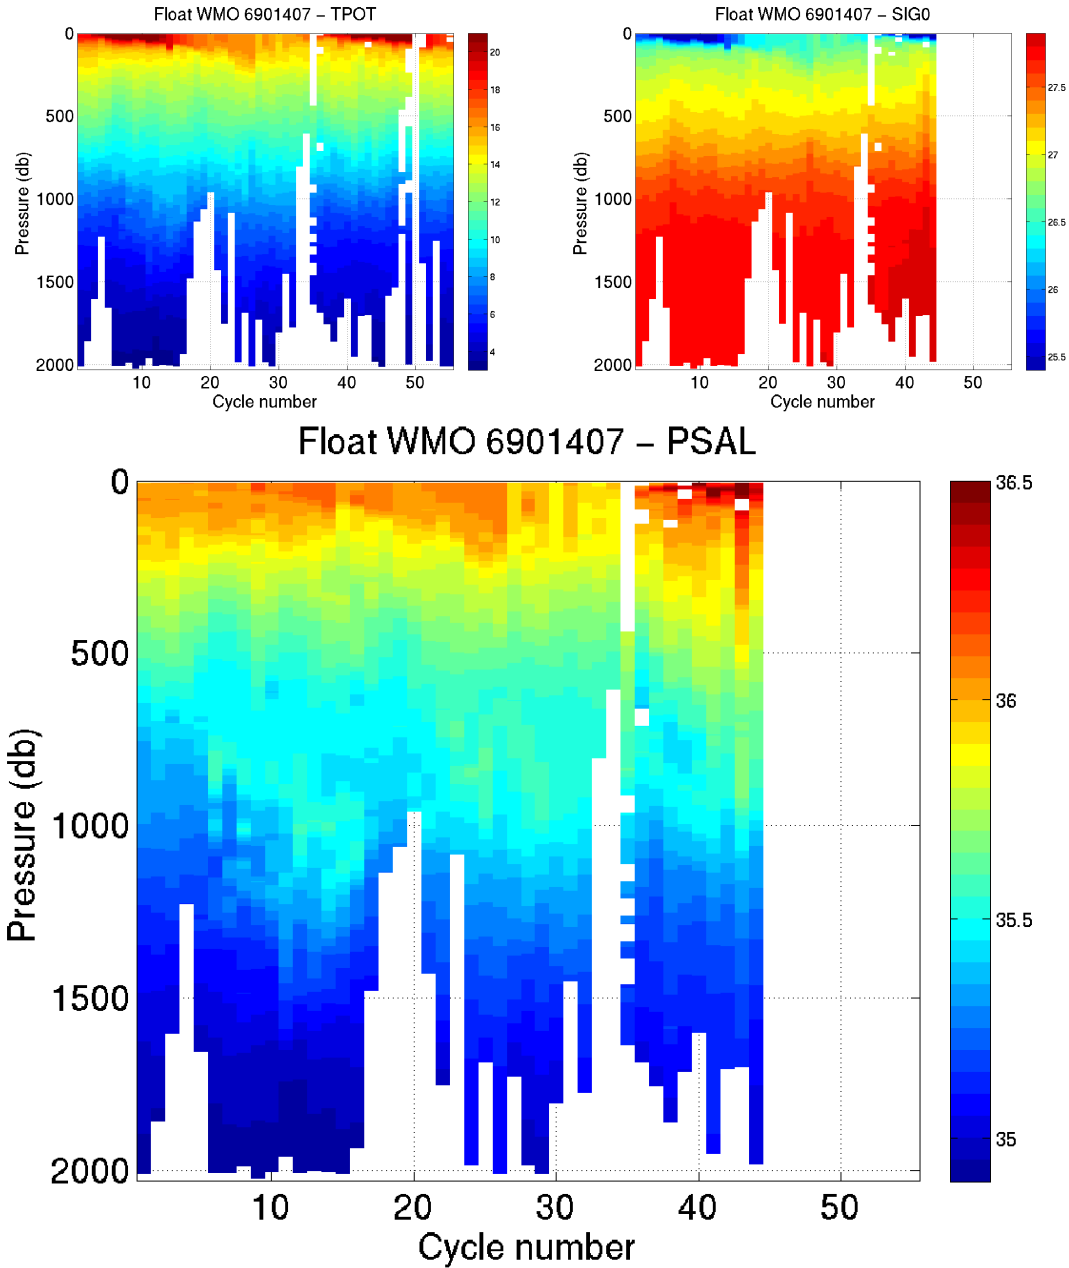 Float WMO 6901407 − TPOT
0
500
1000
1500
2000
Pressure (db)
10 20 30 40 50
Cycle number
20
18
16
14
12
10
8
6
4
Float WMO 6901407 − SIG0
0
500
1000
1500
2000
Pressure (db)
10 20 30 40 50
Cycle number
27.5
27
26.5
26
25.5
Float WMO 6901407 − PSAL
0
500
1000
1500
2000
Pressure (db)
10 20 30 40 50
Cycle number
36.5
36
35.5
35